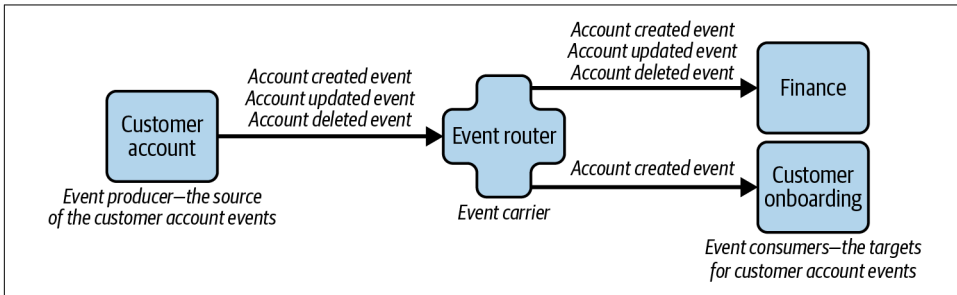 Customer
account
Event producer—the source
of the customer account events
Account created event
Account updated event
Account deleted event
Event router
Event carrier
Account created event
Account updated event
Account deleted event
Finance
Account created event
Customer
onboarding
Event consumers—the targets
for customer account events